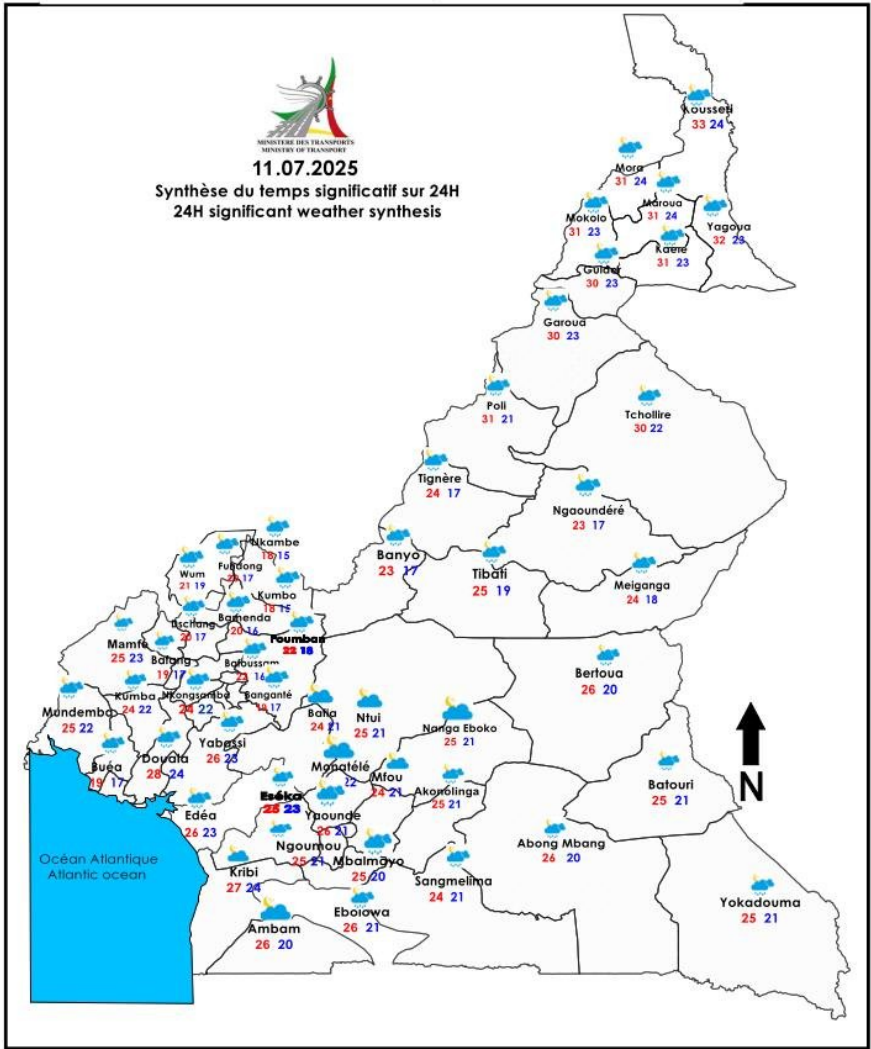 MINISTERE DES TRANSPORTS
MINISTRY OF TRANSPORT
11.07.2025
Synthèse du temps significatif sur 24H
24H significant weather synthesis
Kousseri
33 24
Mora
31 24
Maroua
31 24
Mokolo
31 23
Yagoua
32 23
Kaele
31 23
Guider
30 23
Garoua
30 23
Poli
31 21
Tchollire
30 22
Tignère
24 17
Ngaoundéré
23 17
Nkambe
18 15
Banyo
23 17
Tibati
25 19
Meiganga
24 18
Wum
21 19
Fundong
17
Kumbo
18 15
Dschang
20 17
Bamenda
20 16
Foumban
22 18
Mamfe
25 23
Bafang
19 17
Bafoussam
16
Bertoua
26 20
Kumba
24 22
Nkongsamba
24 22
Banganté
17
Mundemba
25 22
Bafia
24 21
Ntui
25 21
Nanga Eboko
25 21
Yabassi
26 23
Buéa
19 17
Douala
28 24
Monatélé
22
Mfou
24 21
Akonolinga
25 21
Batouri
25 21
N
Eséka
25 23
Edéa
26 23
Yaounde
26 21
Ngoumou
25 21
Mbalmayo
25 20
Abong Mbang
26 20
Océan Atlantique
Atlantic ocean
Kribi
27 24
Sangmelima
24 21
Yokadouma
25 21
Ebolowa
26 21
Ambam
26 20